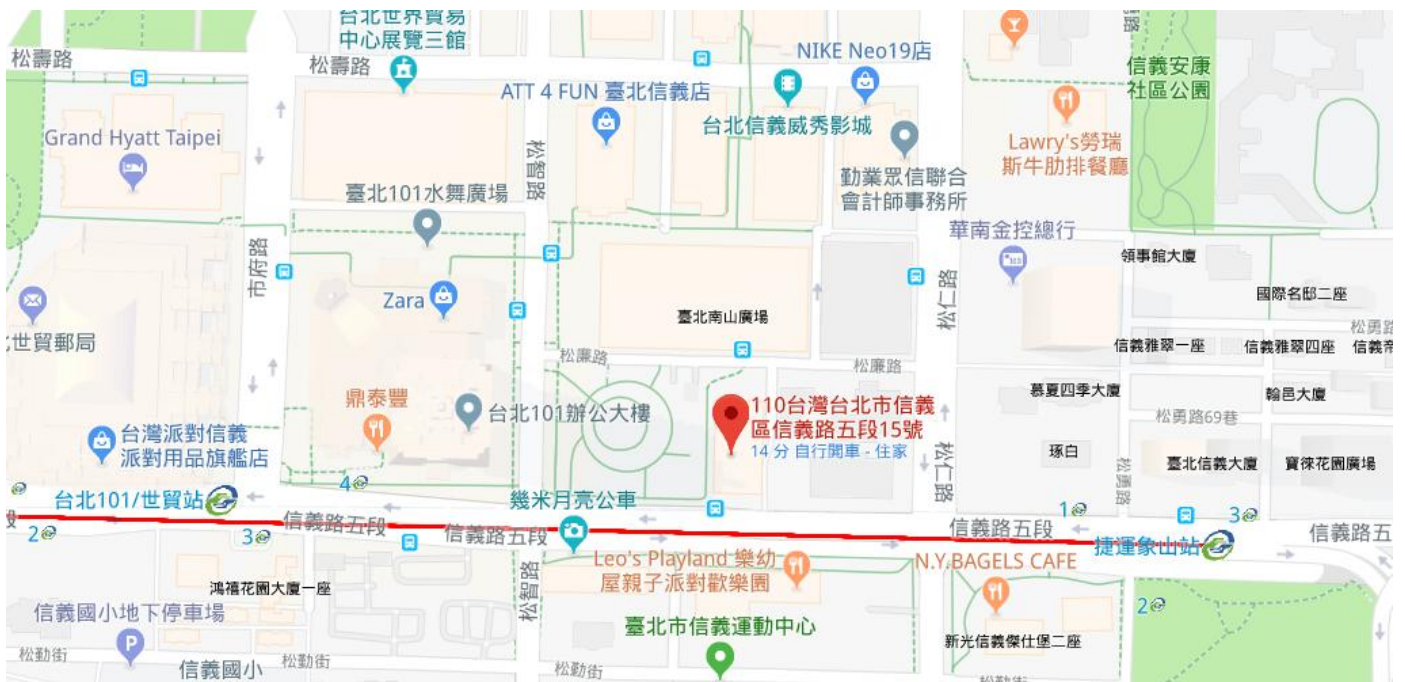 台北世界貿易
中心展覽三館
松壽路
松壽路
NIKE Neo19店
ATT 4 FUN 臺北信義店
信義安康
社區公園
Grand Hyatt Taipei
台北信義威秀影城
Lawry's勞瑞
斯牛肋排餐廳
松智路
勤業眾信聯合
會計師事務所
臺北101水舞廣場
華南金控總行
市府路
領事館大廈
Zara
松仁路
國際名邸二座
臺北南山廣場
松勇路
世貿郵局
信義雅翠一座
信義雅翠四座
信義帝
松廉路
松廉路
慕夏四季大廈
翰邑大廈
鼎泰豐
台北101辦公大樓
110台灣台北市信義
區信義路五段15號
14 分 自行開車 - 住家
松勇路69巷
台灣派對信義
派對用品旗艦店
琢白
臺北信義大廈
寶徠花園廣場
松仁路
松勇路
4
台北101/世貿站
幾米月亮公車
1
3
段
2
3
信義路五段
信義路五段
信義路五段
信義路五
捷運象山站
Leo's Playland 樂幼
屋親子派對歡樂園
N.Y.BAGELS CAFE
鴻禧花園大廈一座
松智路
2
信義國小地下停車場
P
臺北市信義運動中心
新光信義傑仕堡二座
松勤街
信義國小
松勤街
松勤街